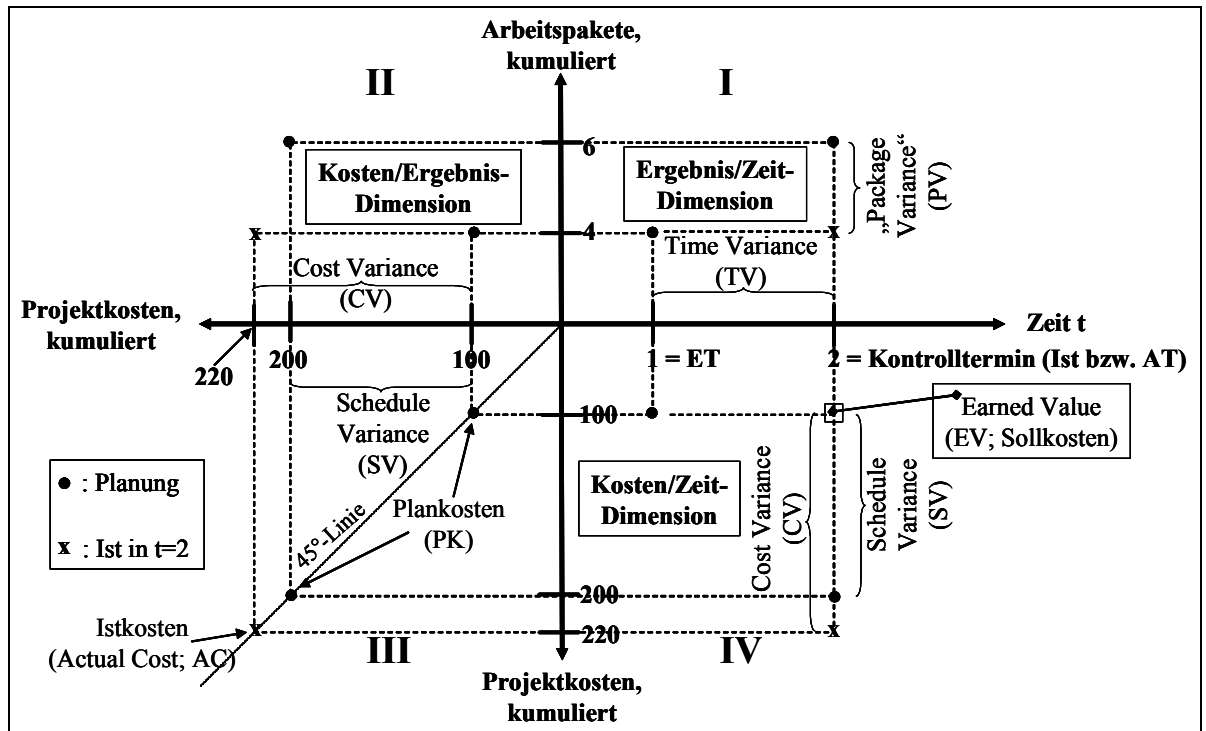 Arbeitspakete,
kumuliert
II
I
6
Kosten/Ergebnis-
Dimension
Ergebnis/Zeit-
Dimension
„Package
Variance“
(PV)
4
Time Variance
(TV)
Cost Variance
(CV)
Projektkosten,
kumuliert
Zeit t
220
200
100
1 = ET
2 = Kontrolltermin (Ist bzw. AT)
Schedule
Variance
(SV)
100
Earned Value
(EV; Sollkosten)
● : Planung
x : Ist in t=2
45°-Linie
Plankosten
(PK)
Kosten/Zeit-
Dimension
Cost Variance
(CV)
Schedule
Variance
(SV)
200
220
Istkosten
(Actual Cost; AC)
III
IV
Projektkosten,
kumuliert